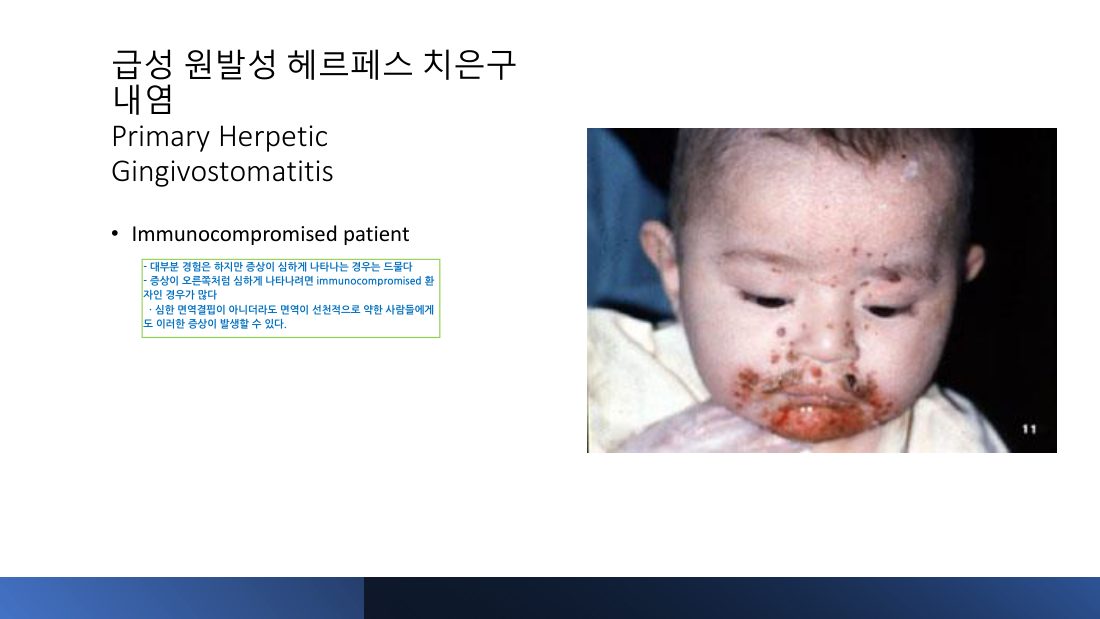 급성 원발성 헤르페스 치은구
내염
Primary Herpetic
Gingivostomatitis
• Immunocompromised patient
- 대부분 경험은 하지만 증상이 심하게 나타나는 경우는 드물다
- 증상이 오른쪽처럼 심하게 나타나려면 immunocompromised 환
자인 경우가 많다
· 심한 면역결핍이 아니더라도 면역이 선천적으로 약한 사람들에게
도 이러한 증상이 발생할 수 있다.
11